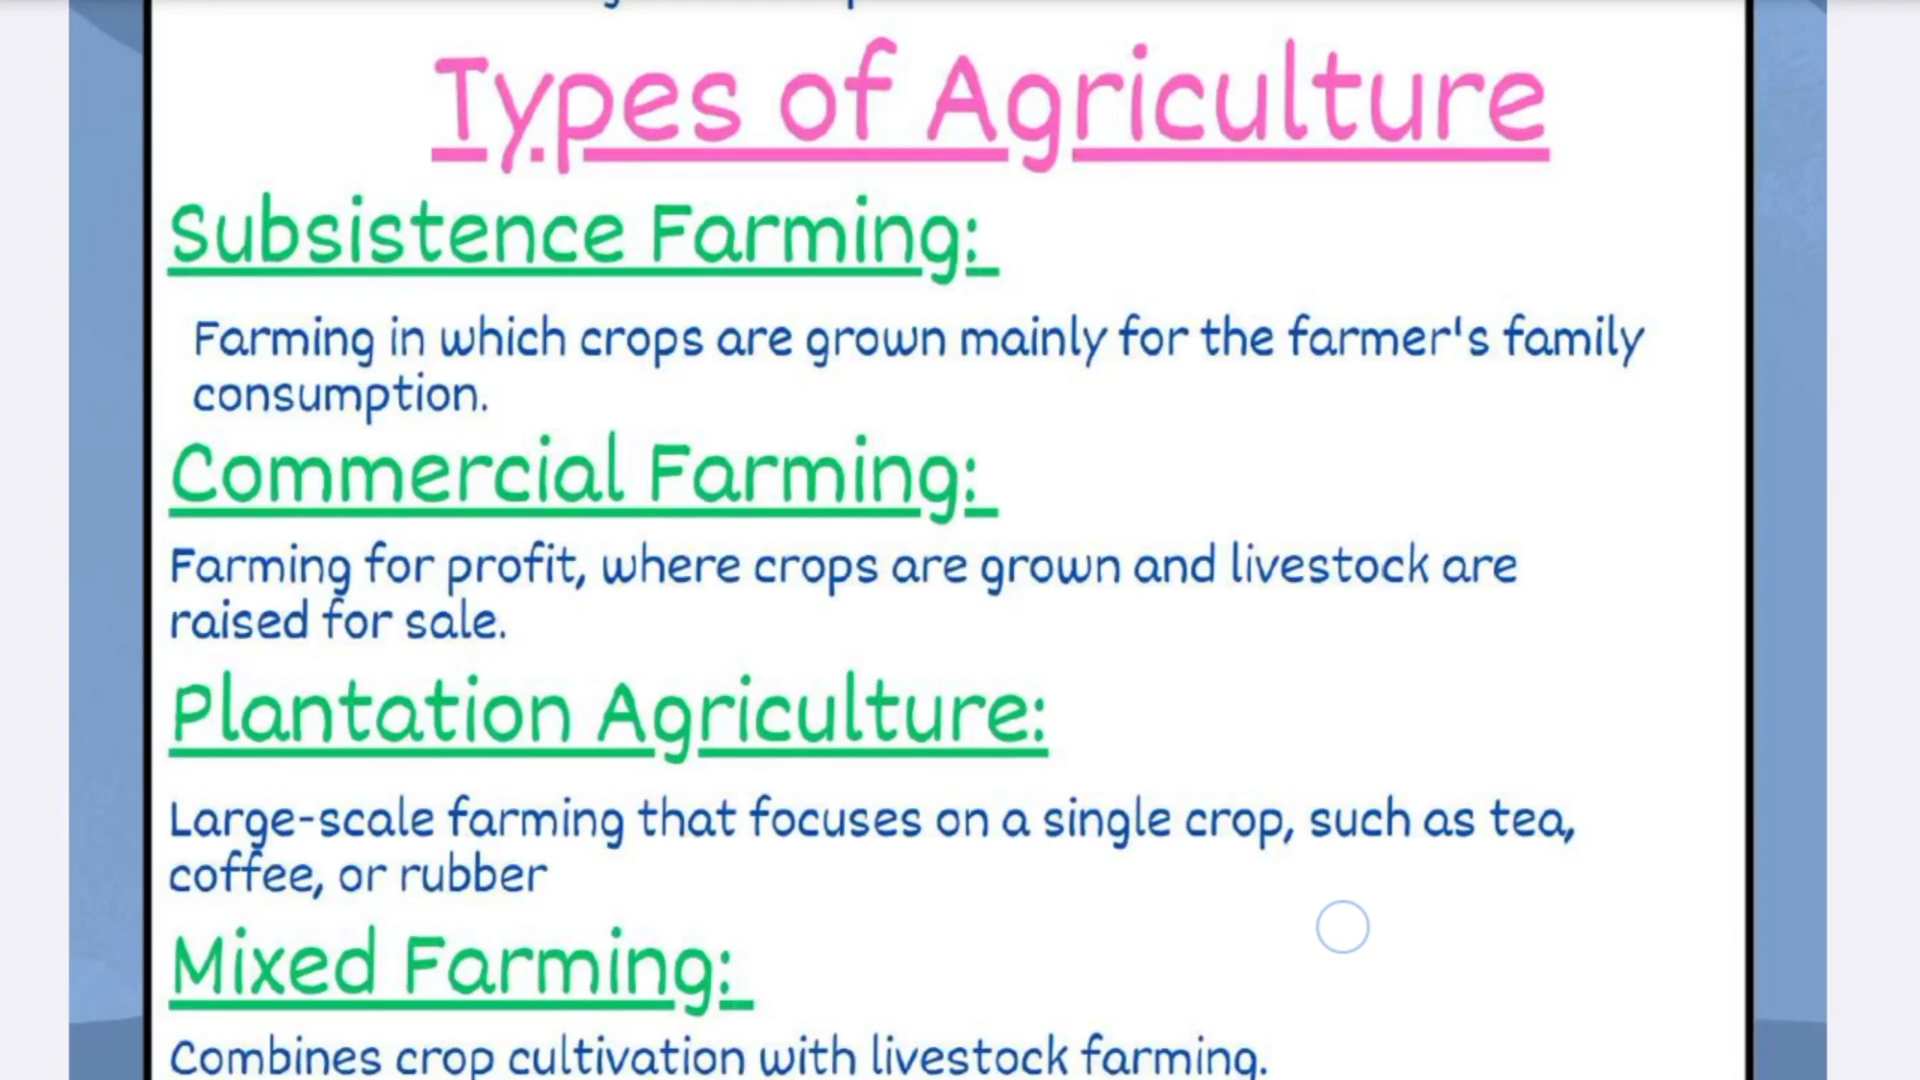 Types of Agriculture
Subsistence Farming:
Farming in which crops are grown mainly for the farmer's family
consumption.
Commercial Farming:
Farming for profit, where crops are grown and livestock are
raised for sale.
Plantation Agriculture:
Large-scale farming that focuses on a single crop, such as tea,
coffee, or rubber
Mixed Farming:
Combines crop cultivation with livestock farming.